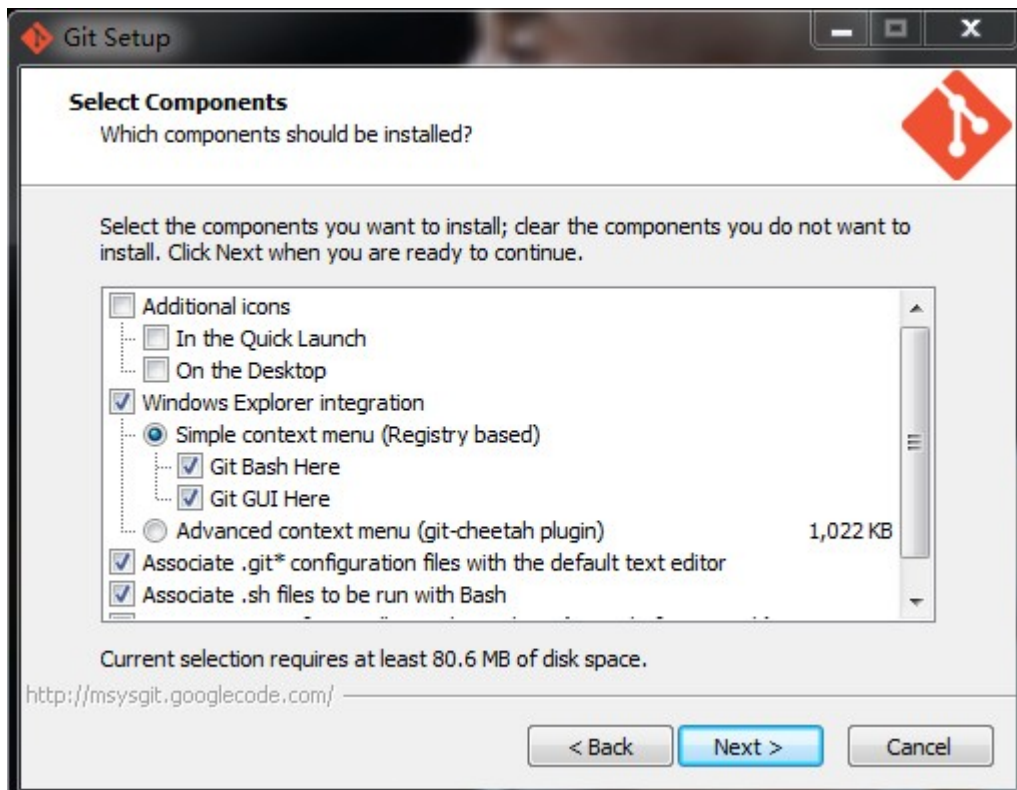 Git Setup
Select Components
Which components should be installed?
Select the components you want to install; clear the components you do not want to
install. Click Next when you are ready to continue.
Additional icons
In the Quick Launch
On the Desktop
Windows Explorer integration
Simple context menu (Registry based)
Git Bash Here
Git GUI Here
Advanced context menu (git-cheetah plugin) 1,022 KB
Associate .git* configuration files with the default text editor
Associate .sh files to be run with Bash
Current selection requires at least 80.6 MB of disk space.
http://msysgit.googlecode.com/
< Back Next > Cancel